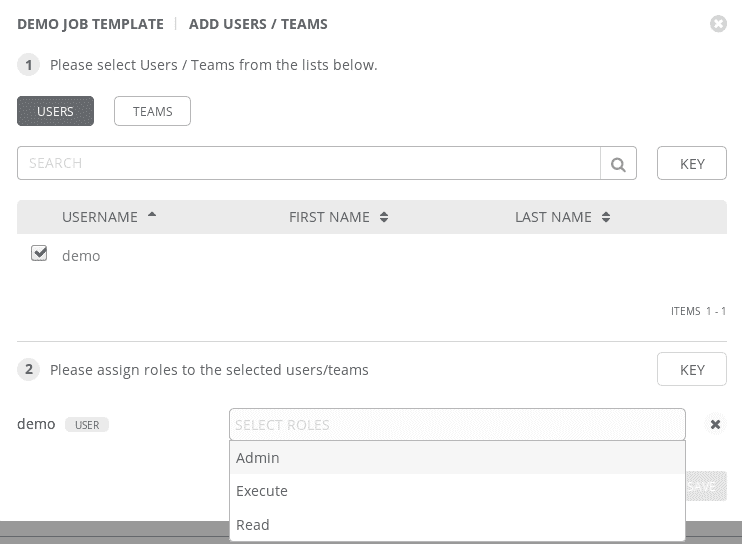 DEMO JOB TEMPLATE | ADD USERS / TEAMS
1 Please select Users / Teams from the lists below.
USERS TEAMS
SEARCH KEY
USERNAME FIRST NAME LAST NAME
demo
ITEMS 1 - 1
2 Please assign roles to the selected users/teams KEY
demo USER SELECT ROLES
Admin
Execute SAVE
Read